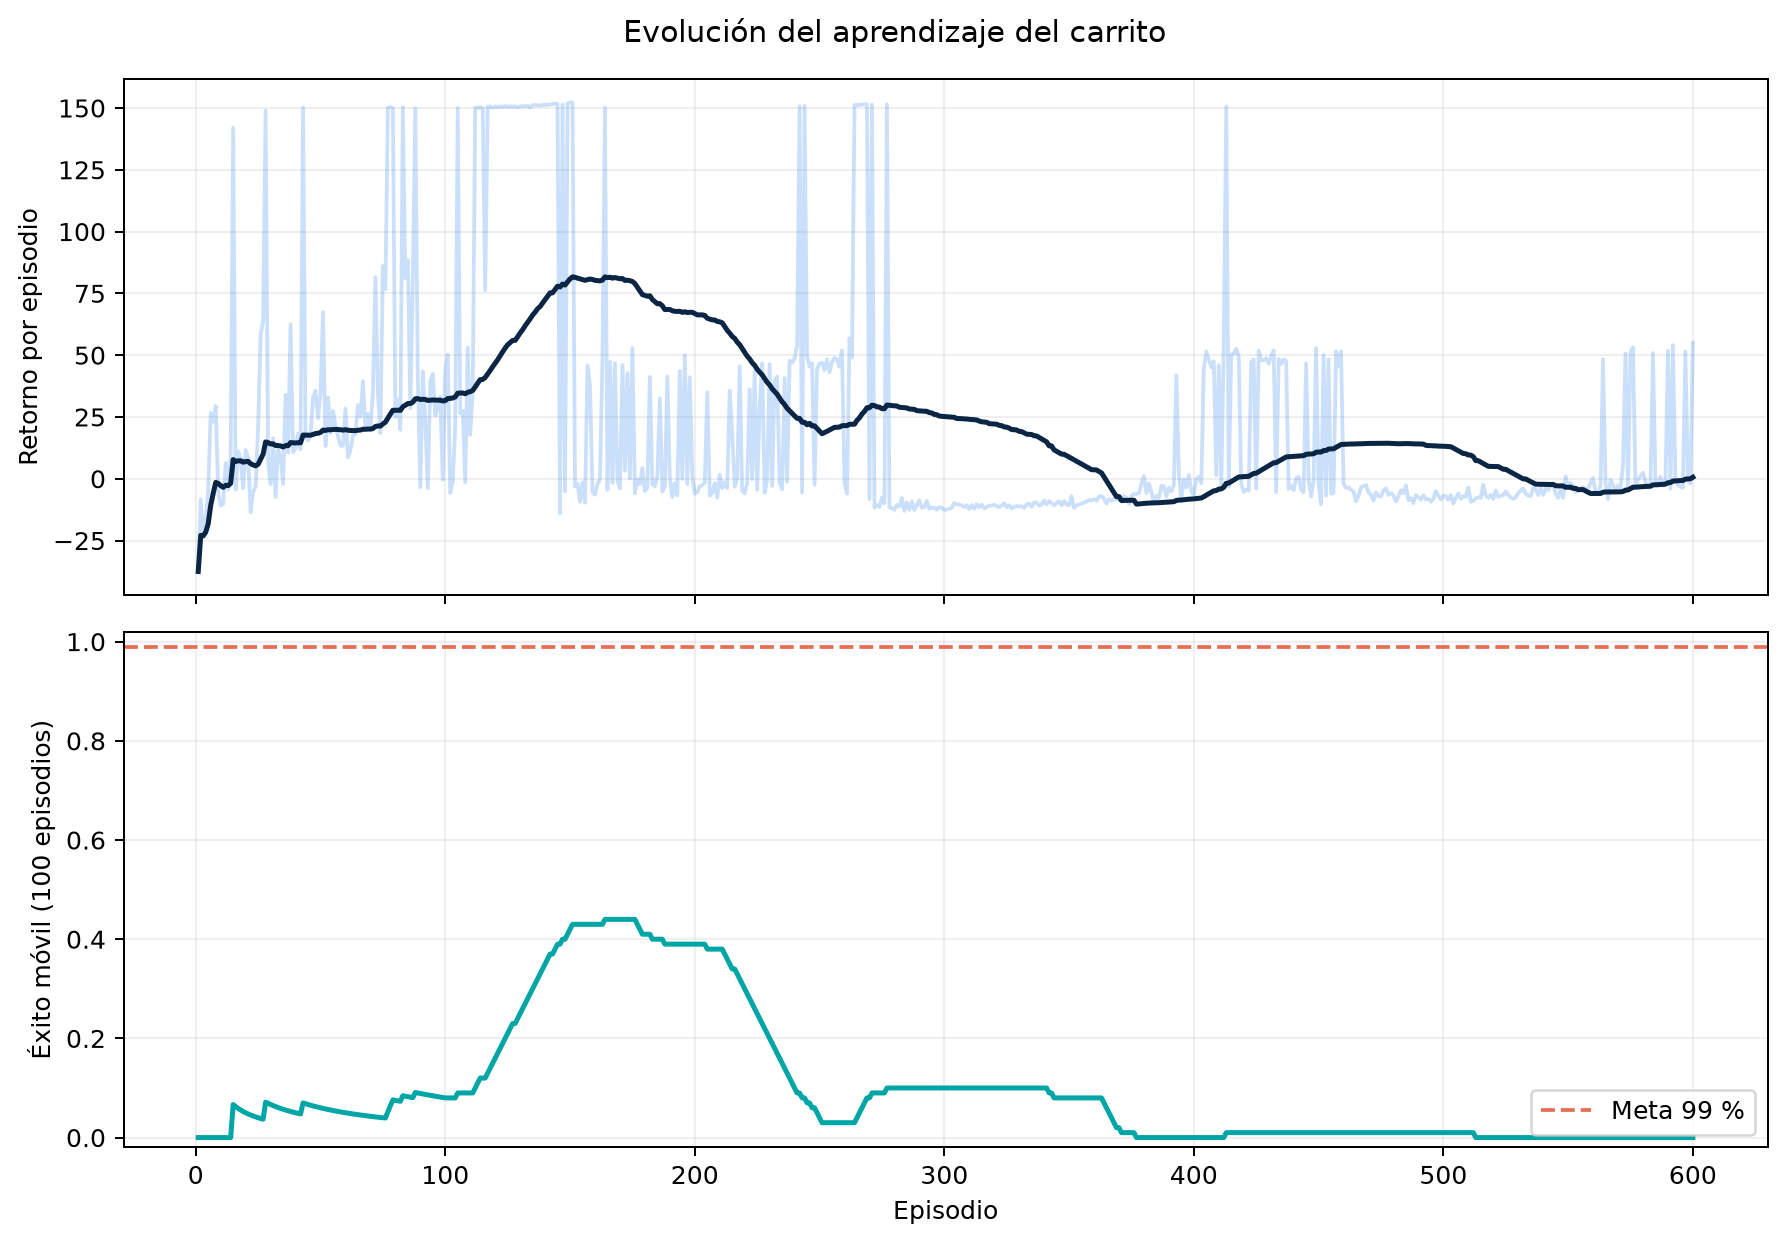 Evolución del aprendizaje del carrito
Retorno por episodio
150
125
100
75
50
25
0
−25
Éxito móvil (100 episodios)
1.0
0.8
0.6
0.4
0.2
0.0
Meta 99 %
0 100 200 300 400 500 600
Episodio